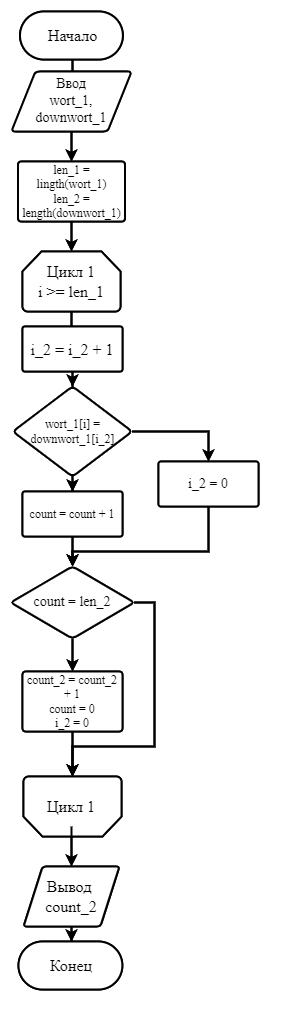 Начало
Ввод
wort_1,
downwort_1
len_1 =
lingth(wort_1)
len_2 =
length(downwort_1)
Цикл 1
i >= len_1
i_2 = i_2 + 1
wort_1[i] =
downwort_1[i_2]
i_2 = 0
count = count + 1
count = len_2
count_2 = count_2
+ 1
count = 0
i_2 = 0
Цикл 1
Вывод
count_2
Конец